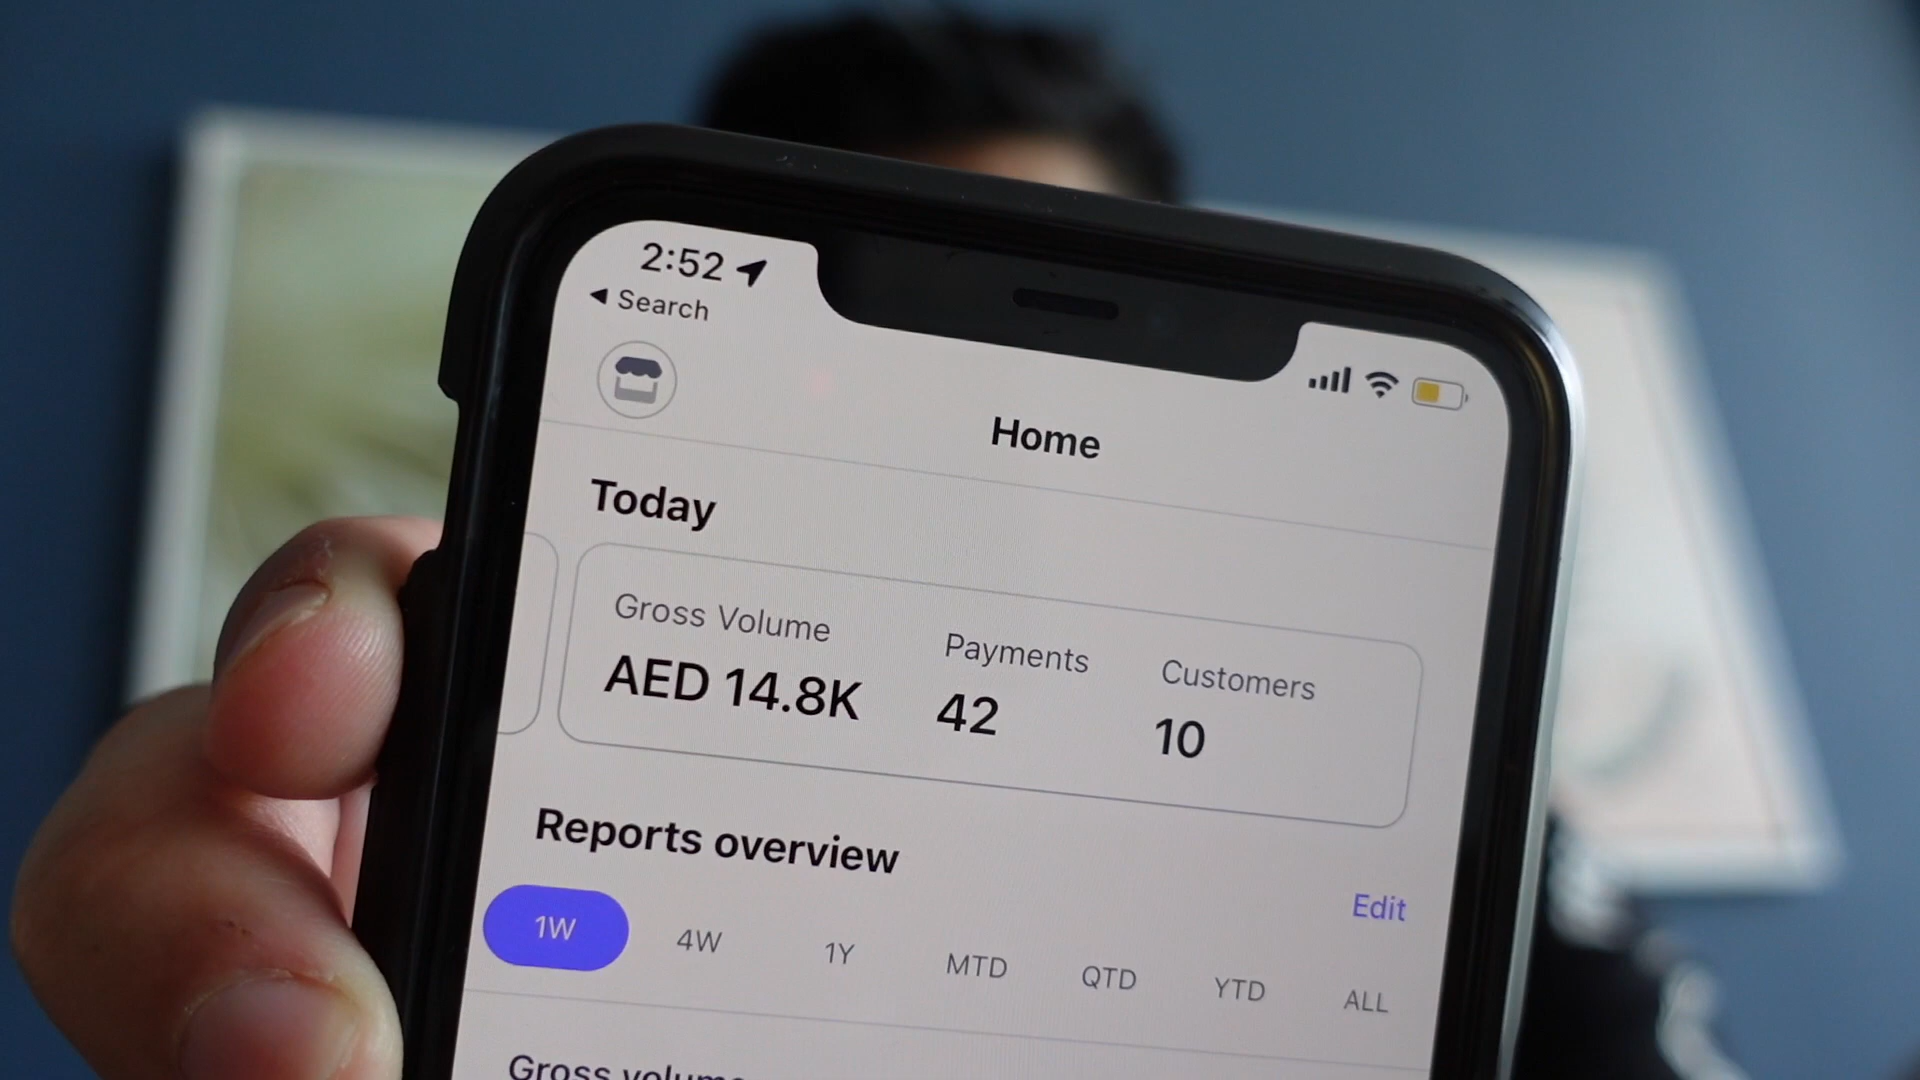 2:52
Search
Home
Today
Gross Volume Payments Customers
AED 14.8K 42 10
Reports overview
Edit
1W 4W 1Y MTD QTD YTD ALL
Gross volume